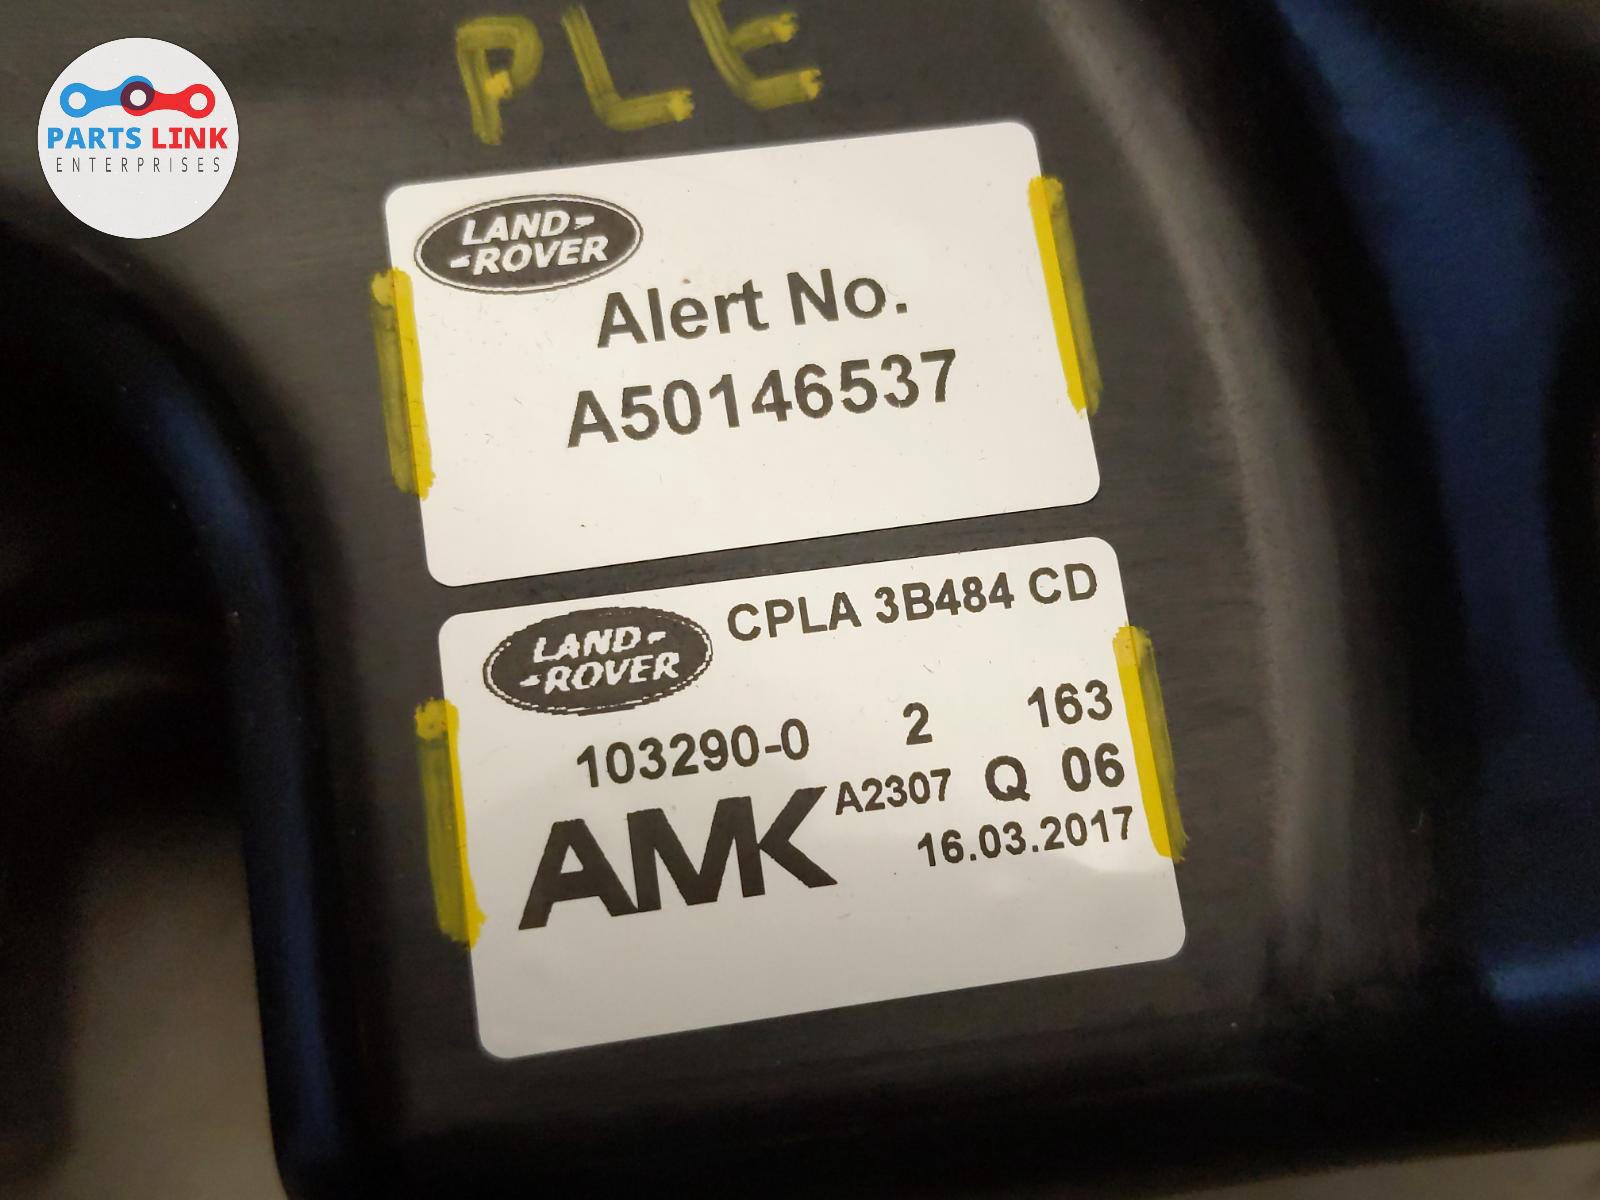 PLE
PARTS LINK
ENTERPRISES
LAND-
-ROVER
Alert No.
A50146537
LAND-
-ROVER
CPLA 3B484 CD
103290-0 2 163
AMK A2307 Q 06
16.03.2017